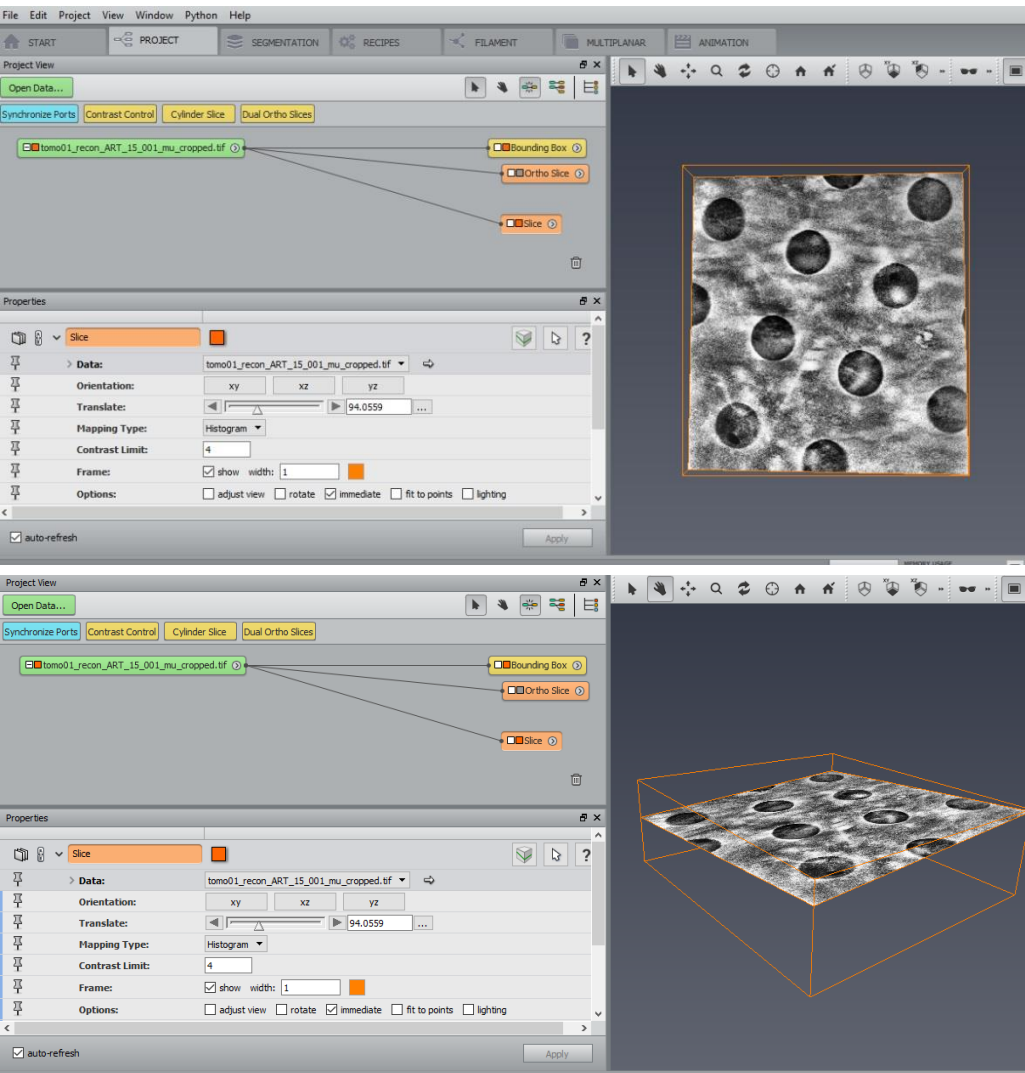 File Edit Project View Window Python Help
START PROJECT SEGMENTATION RECIPES FILAMENT MULTIPLANAR ANIMATION
Project View
Open Data...
Synchronize Ports Contrast Control Cylinder Slice Dual Ortho Slices
tomo01_recon_ART_15_001_mu_cropped.tif Bounding Box
Ortho Slice
Slice
Properties
Slice ?
Data: tomo01_recon_ART_15_001_mu_cropped.tif
Orientation: xy xz yz
Translate: 94.0559 ...
Mapping Type: Histogram
Contrast Limit: 4
Frame: show width: 1
Options: adjust view rotate immediate fit to points lighting
auto-refresh Apply
MEMORY USAGE
Project View
Open Data...
Synchronize Ports Contrast Control Cylinder Slice Dual Ortho Slices
tomo01_recon_ART_15_001_mu_cropped.tif Bounding Box
Ortho Slice
Slice
Properties
Slice ?
Data: tomo01_recon_ART_15_001_mu_cropped.tif
Orientation: xy xz yz
Translate: 94.0559 ...
Mapping Type: Histogram
Contrast Limit: 4
Frame: show width: 1
Options: adjust view rotate immediate fit to points lighting
auto-refresh Apply